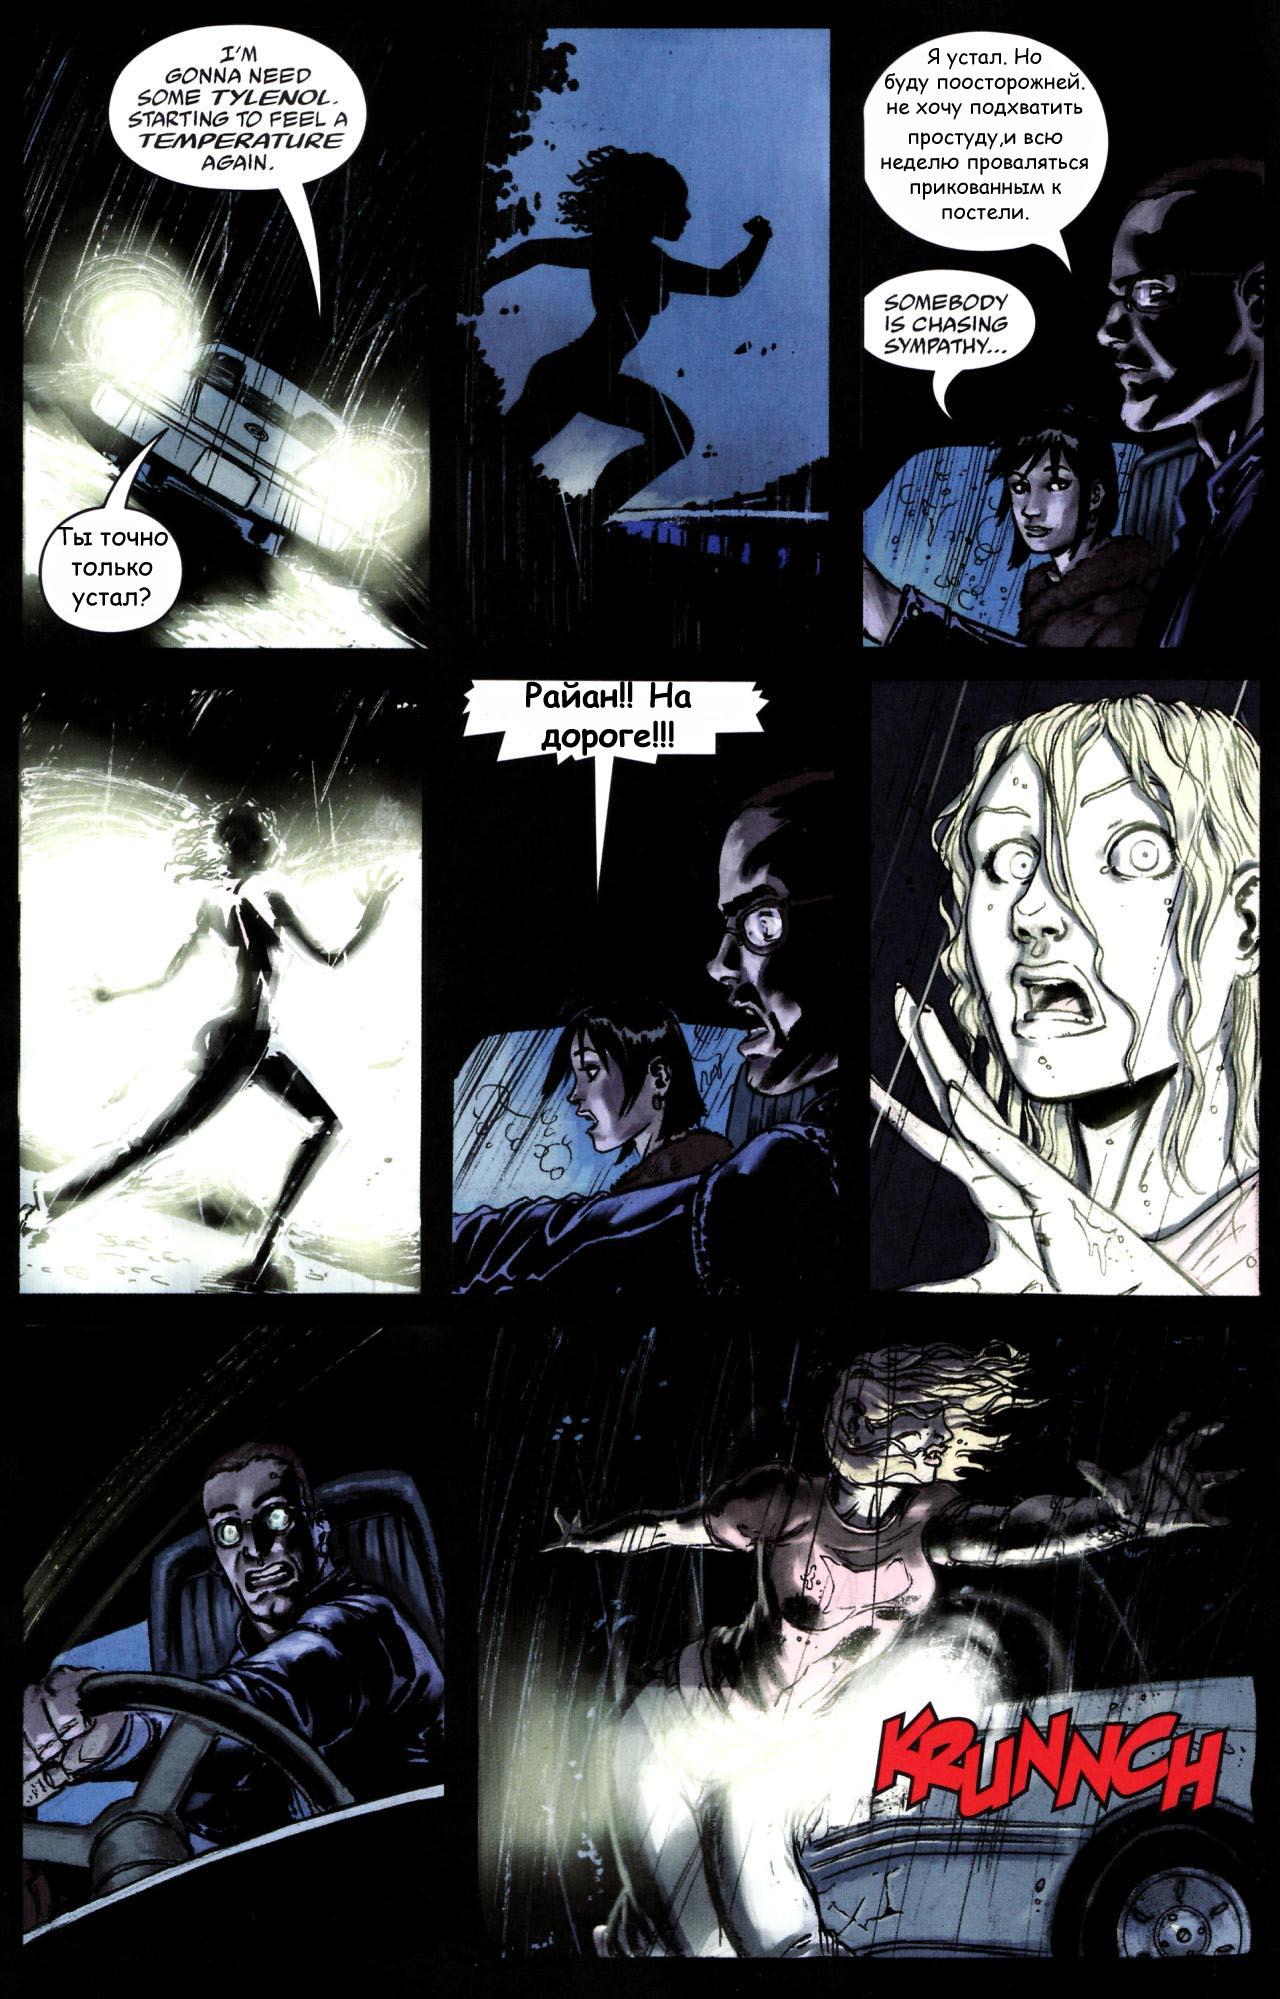 I'M
GONNA NEED
SOME TYLENOL.
STARTING TO FEEL A
TEMPERATURE
AGAIN.
Ты точно
только
устал?
Я устал. Но
буду поосторожней.
не хочу подхватить
простуду,и всю
неделю проваляться
прикованным к
постели.
SOMEBODY
IS CHASING
SYMPATHY...
Райан!! На
дороге!!!
KRUNNCH